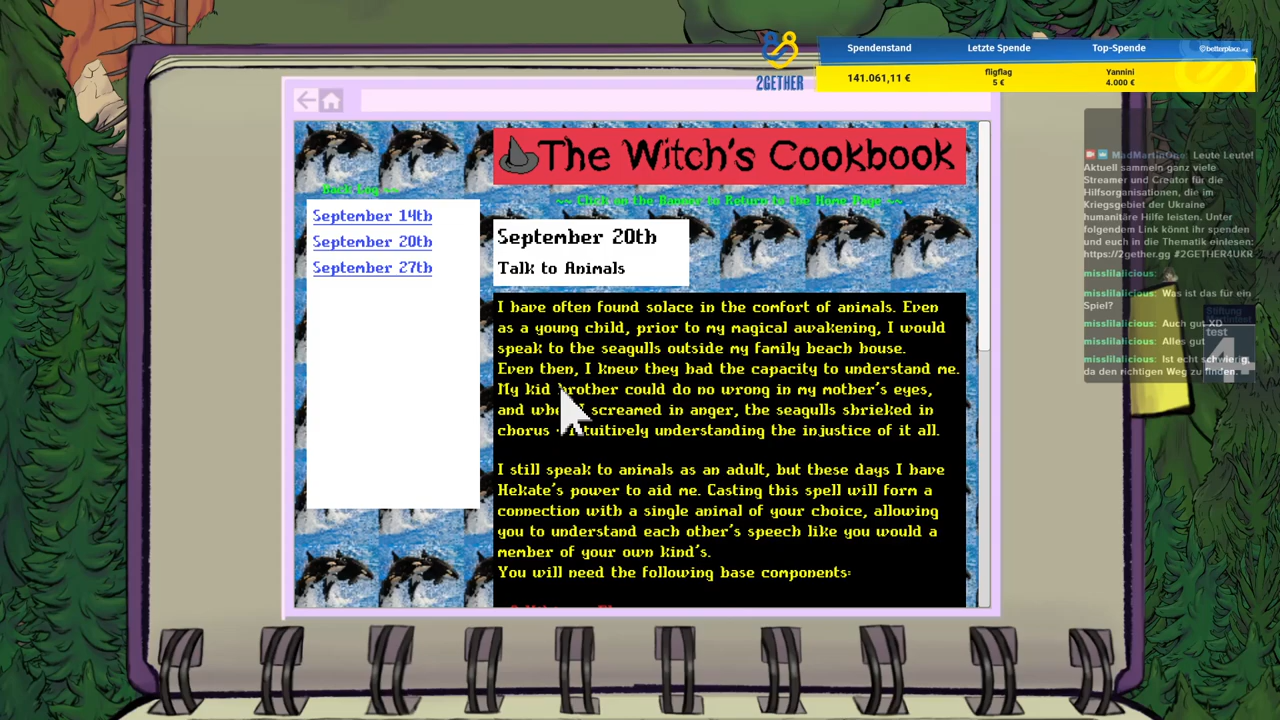 2GETHER
Spendenstand
Letzte Spende
Top-Spende
©betterplace.org
141.061,11 €
fligflag
5 €
Yannini
4.000 €
The Witch's Cookbook
~~ Click on the Banner to Return to the Home Page ~~
September 14th
September 20th
September 27th
September 20th
Talk to Animals
I have often found solace in the comfort of animals. Even
as a young child, prior to my magical awakening, I would
speak to the seagulls outside my family beach house.
Even then, I knew they had the capacity to understand me.
My kid brother could do no wrong in my mother's eyes,
and when I screamed in anger, the seagulls shrieked in
chorus - intuitively understanding the injustice of it all.
I still speak to animals as an adult, but these days I have
Hekate's power to aid me. Casting this spell will form a
connection with a single animal of your choice, allowing
you to understand each other's speech like you would a
member of your own kind's.
You will need the following base components:
MadMartinOne: Leute Leute!
Aktuell sammeln ganz viele
Streamer und Creator für die
Hilfsorganisationen, die im
Kriegsgebiet der Ukraine
humanitäre Hilfe leisten. Unter
folgendem Link könnt ihr spenden
und euch in die Thematik einlesen:
https://2gether.gg #2GETHER4UKR
misslilalicious:
misslilalicious: Was ist das für ein
Spiel?
misslilalicious: Auch gut XD
misslilalicious: Alles gut
misslilalicious: Ist echt schwierig,
da den richtigen Weg zu finden.
test
4